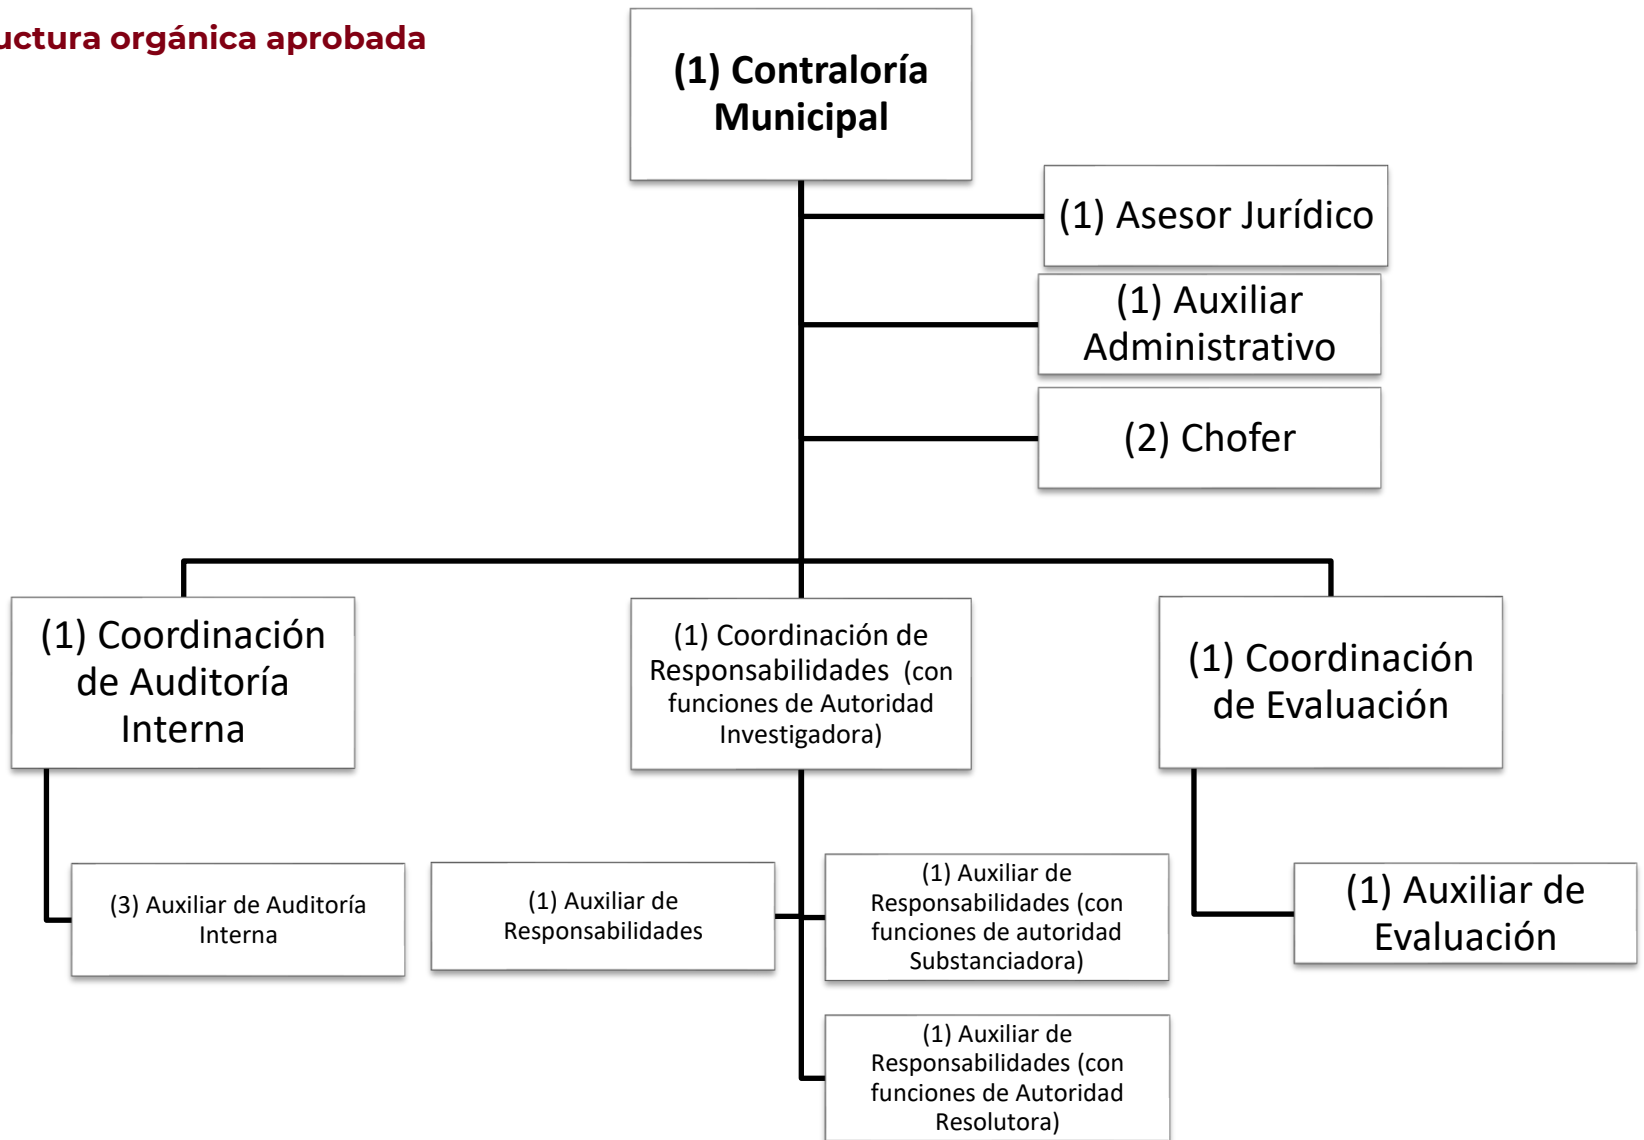 uctura orgánica aprobada
(1) Contraloría
Municipal
(1) Asesor Jurídico
(1) Auxiliar
Administrativo
(2) Chofer
(1) Coordinación
de Auditoría
Interna
(1) Coordinación de
Responsabilidades (con
funciones de Autoridad
Investigadora)
(1) Coordinación
de Evaluación
(3) Auxiliar de Auditoría
Interna
(1) Auxiliar de
Responsabilidades
(1) Auxiliar de
Responsabilidades (con
funciones de autoridad
Substanciadora)
(1) Auxiliar de
Evaluación
(1) Auxiliar de
Responsabilidades (con
funciones de Autoridad
Resolutora)